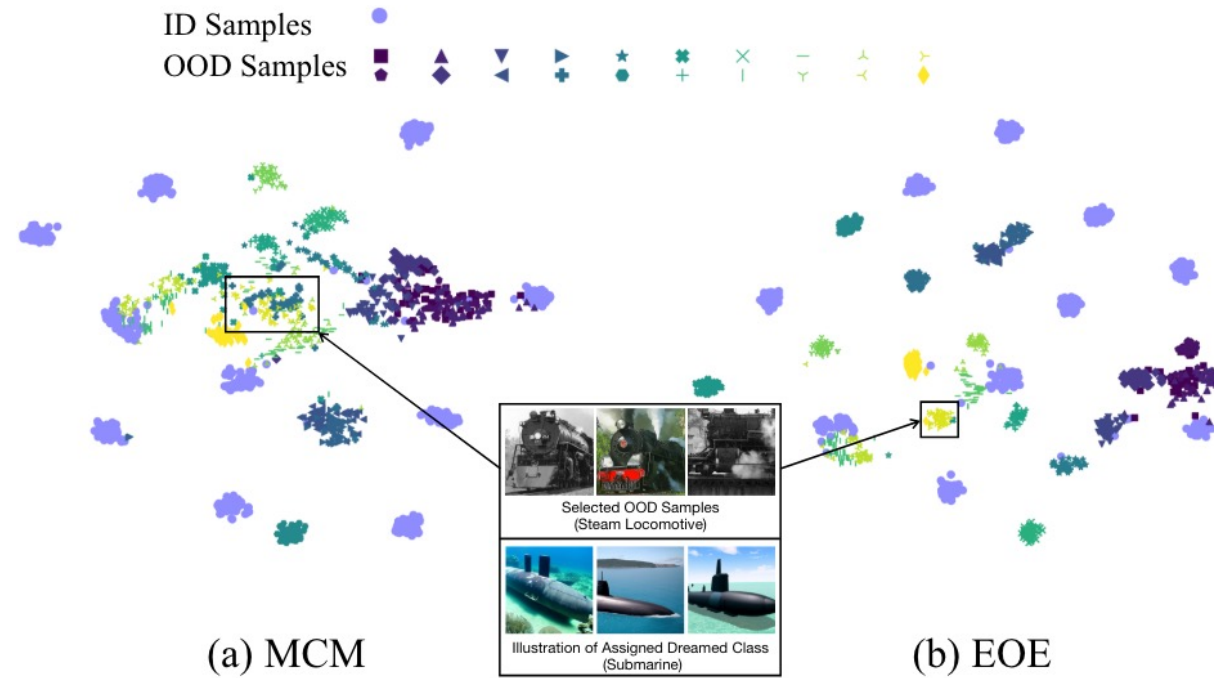 ID Samples
OOD Samples
Selected OOD Samples
(Steam Locomotive)
Illustration of Assigned Dreamed Class
(Submarine)
(a) MCM
(b) EOE